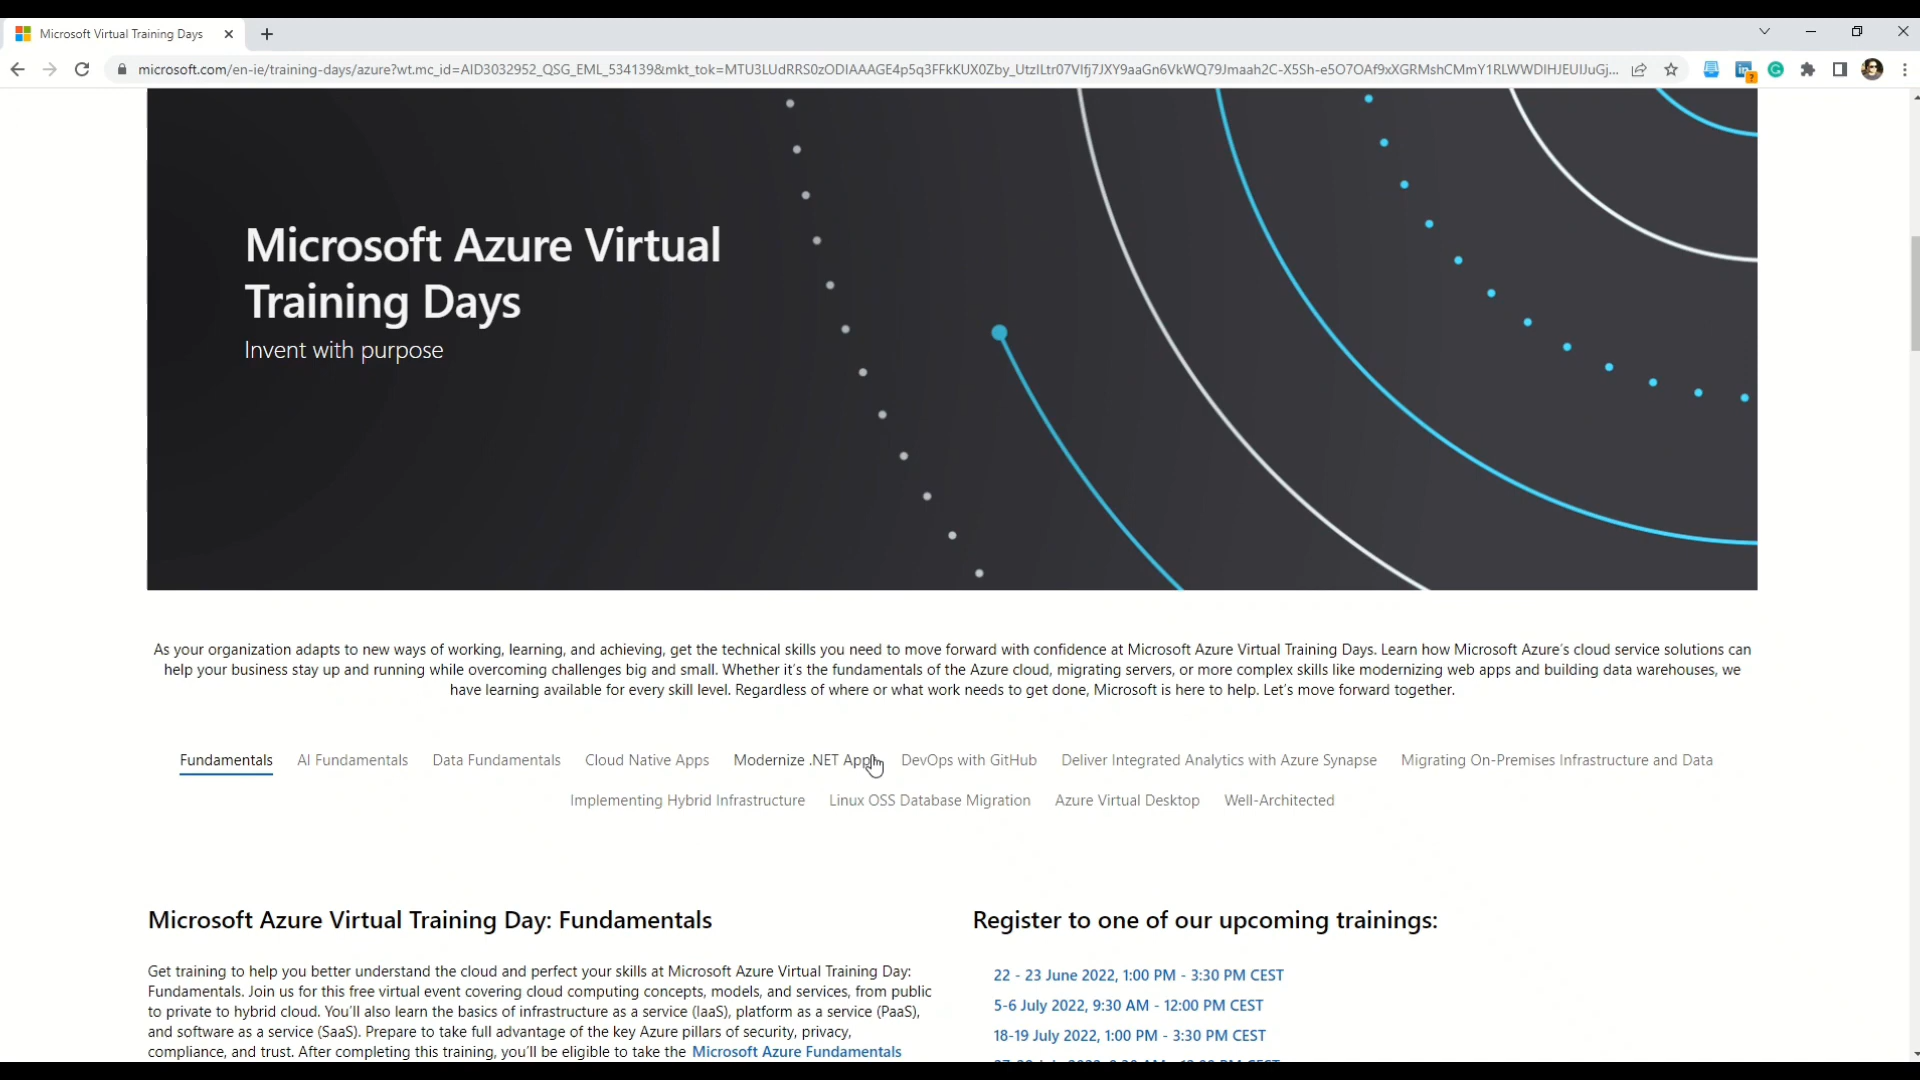 Microsoft Virtual Training Days
microsoft.com/en-ie/training-days/azure?wt.mc_id=AID3032952_QSG_EML_534139&mkt_tok=
Microsoft Azure Virtual
Training Days
Invent with purpose
As your organization adapts to new ways of working, learning, and achieving, get the technical skills you need to move forward with confidence at Microsoft Azure Virtual Training Days. Learn how Microsoft Azure's cloud service solutions can
help your business stay up and running while overcoming challenges big and small. Whether it's the fundamentals of the Azure cloud, migrating servers, or more complex skills like modernizing web apps and building data warehouses, we
have learning available for every skill level. Regardless of where or what work needs to get done, Microsoft is here to help. Let's move forward together.
Fundamentals AI Fundamentals Data Fundamentals Cloud Native Apps Modernize .NET Apps DevOps with GitHub Deliver Integrated Analytics with Azure Synapse Migrating On-Premises Infrastructure and Data
Implementing Hybrid Infrastructure Linux OSS Database Migration Azure Virtual Desktop Well-Architected
Microsoft Azure Virtual Training Day: Fundamentals
Get training to help you better understand the cloud and perfect your skills at Microsoft Azure Virtual Training Day:
Fundamentals. Join us for this free virtual event covering cloud computing concepts, models, and services, from public
to private to hybrid cloud. You'll also learn the basics of infrastructure as a service (IaaS), platform as a service (PaaS),
and software as a service (SaaS). Prepare to take full advantage of the key Azure pillars of security, privacy,
compliance, and trust. After completing this training, you'll be eligible to take the Microsoft Azure Fundamentals
Register to one of our upcoming trainings:
22 - 23 June 2022, 1:00 PM - 3:30 PM CEST
5-6 July 2022, 9:30 AM - 12:00 PM CEST
18-19 July 2022, 1:00 PM - 3:30 PM CEST